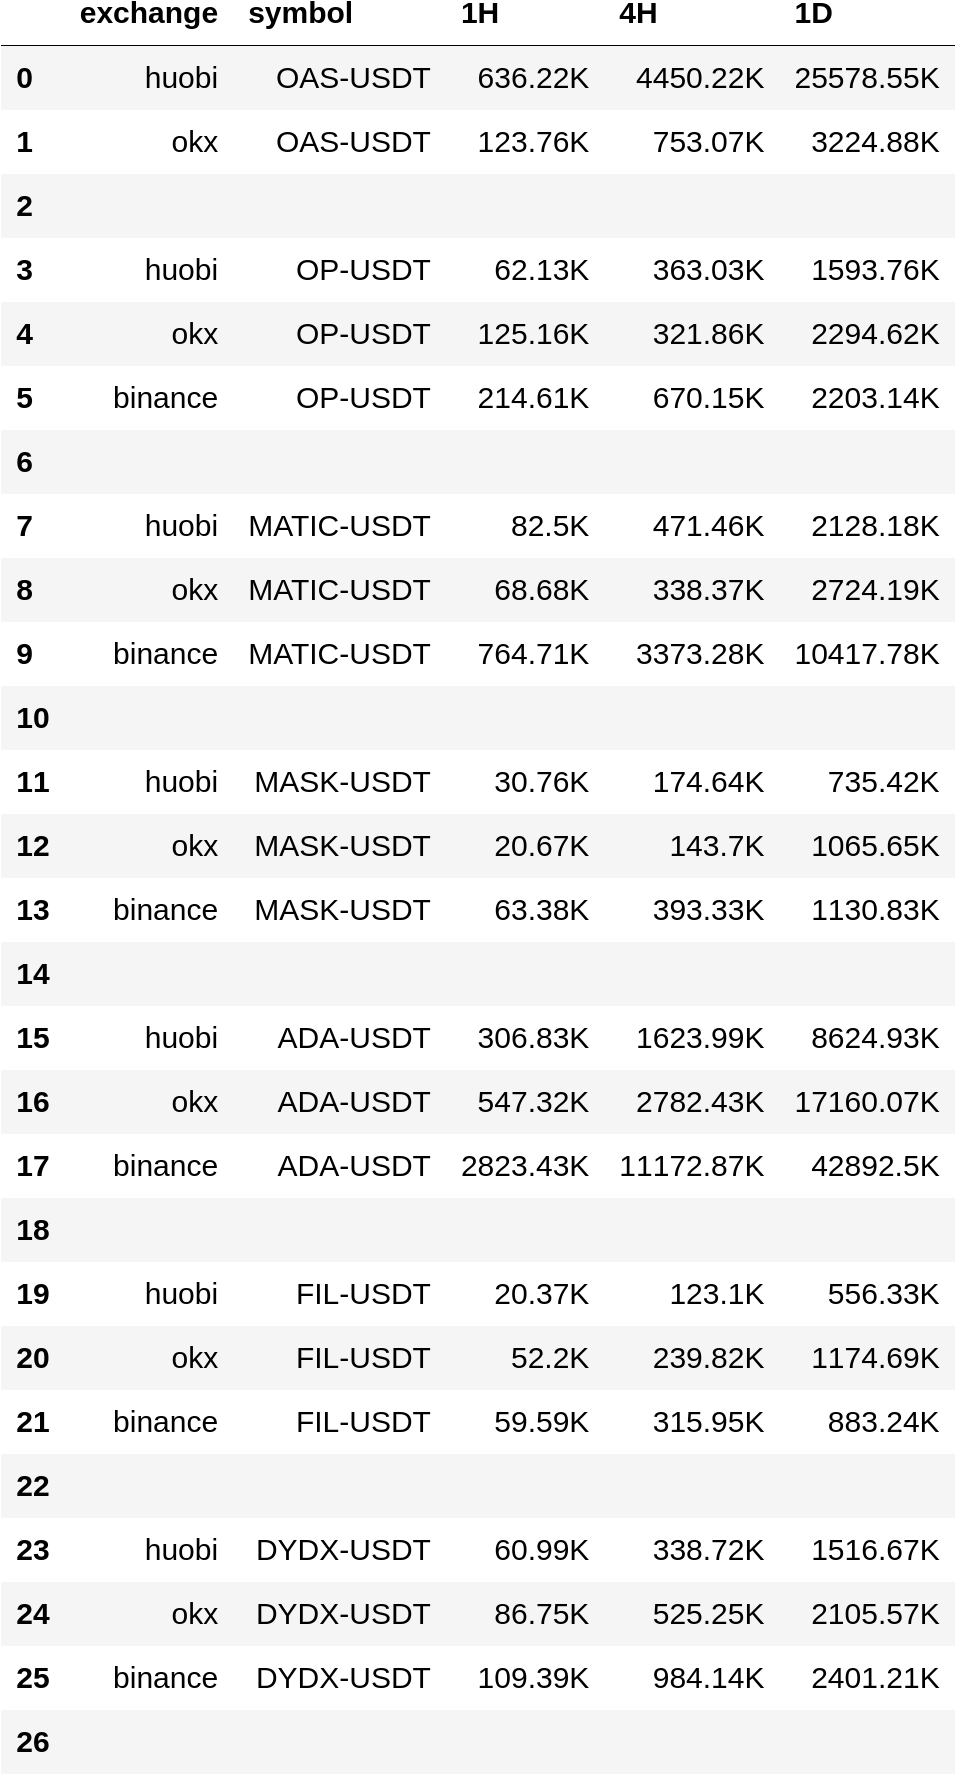 exchange symbol 1H 4H 1D
0 huobi OAS-USDT 636.22K 4450.22K 25578.55K
1 okx OAS-USDT 123.76K 753.07K 3224.88K
2
3 huobi OP-USDT 62.13K 363.03K 1593.76K
4 okx OP-USDT 125.16K 321.86K 2294.62K
5 binance OP-USDT 214.61K 670.15K 2203.14K
6
7 huobi MATIC-USDT 82.5K 471.46K 2128.18K
8 okx MATIC-USDT 68.68K 338.37K 2724.19K
9 binance MATIC-USDT 764.71K 3373.28K 10417.78K
10
11 huobi MASK-USDT 30.76K 174.64K 735.42K
12 okx MASK-USDT 20.67K 143.7K 1065.65K
13 binance MASK-USDT 63.38K 393.33K 1130.83K
14
15 huobi ADA-USDT 306.83K 1623.99K 8624.93K
16 okx ADA-USDT 547.32K 2782.43K 17160.07K
17 binance ADA-USDT 2823.43K 11172.87K 42892.5K
18
19 huobi FIL-USDT 20.37K 123.1K 556.33K
20 okx FIL-USDT 52.2K 239.82K 1174.69K
21 binance FIL-USDT 59.59K 315.95K 883.24K
22
23 huobi DYDX-USDT 60.99K 338.72K 1516.67K
24 okx DYDX-USDT 86.75K 525.25K 2105.57K
25 binance DYDX-USDT 109.39K 984.14K 2401.21K
26